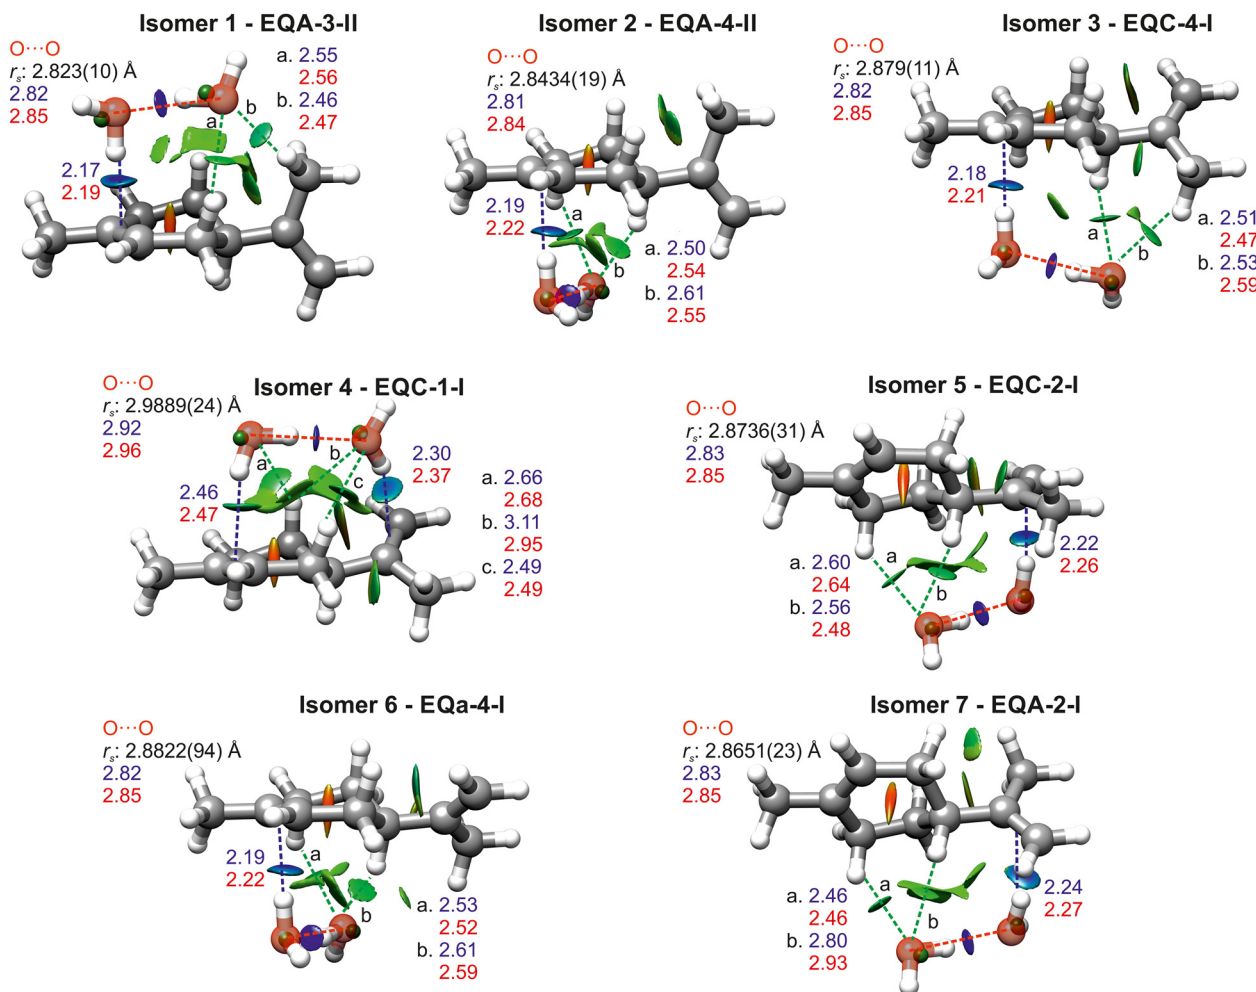 Isomer 1 - EQA-3-II
O···O
rs: 2.823(10) Å
2.82
2.85
a. 2.55
2.56
b. 2.46
2.47
a
b
2.17
2.19
Isomer 2 - EQA-4-II
O···O
rs: 2.8434(19) Å
2.81
2.84
2.19
2.22
a
b
a. 2.50
2.54
b. 2.61
2.55
Isomer 3 - EQC-4-I
O···O
rs: 2.879(11) Å
2.82
2.85
2.18
2.21
a
b
a. 2.51
2.47
b. 2.53
2.59
Isomer 4 - EQC-1-I
O···O
rs: 2.9889(24) Å
2.92
2.96
a
b
c
2.30
2.37
2.46
2.47
a. 2.66
2.68
b. 3.11
2.95
c. 2.49
2.49
Isomer 5 - EQC-2-I
O···O
rs: 2.8736(31) Å
2.83
2.85
2.22
2.26
a
b
a. 2.60
2.64
b. 2.56
2.48
Isomer 6 - EQa-4-I
O···O
rs: 2.8822(94) Å
2.82
2.85
2.19
2.22
a
b
a. 2.53
2.52
b. 2.61
2.59
Isomer 7 - EQA-2-I
O···O
rs: 2.8651(23) Å
2.83
2.85
a
b
2.24
2.27
a. 2.46
2.46
b. 2.80
2.93